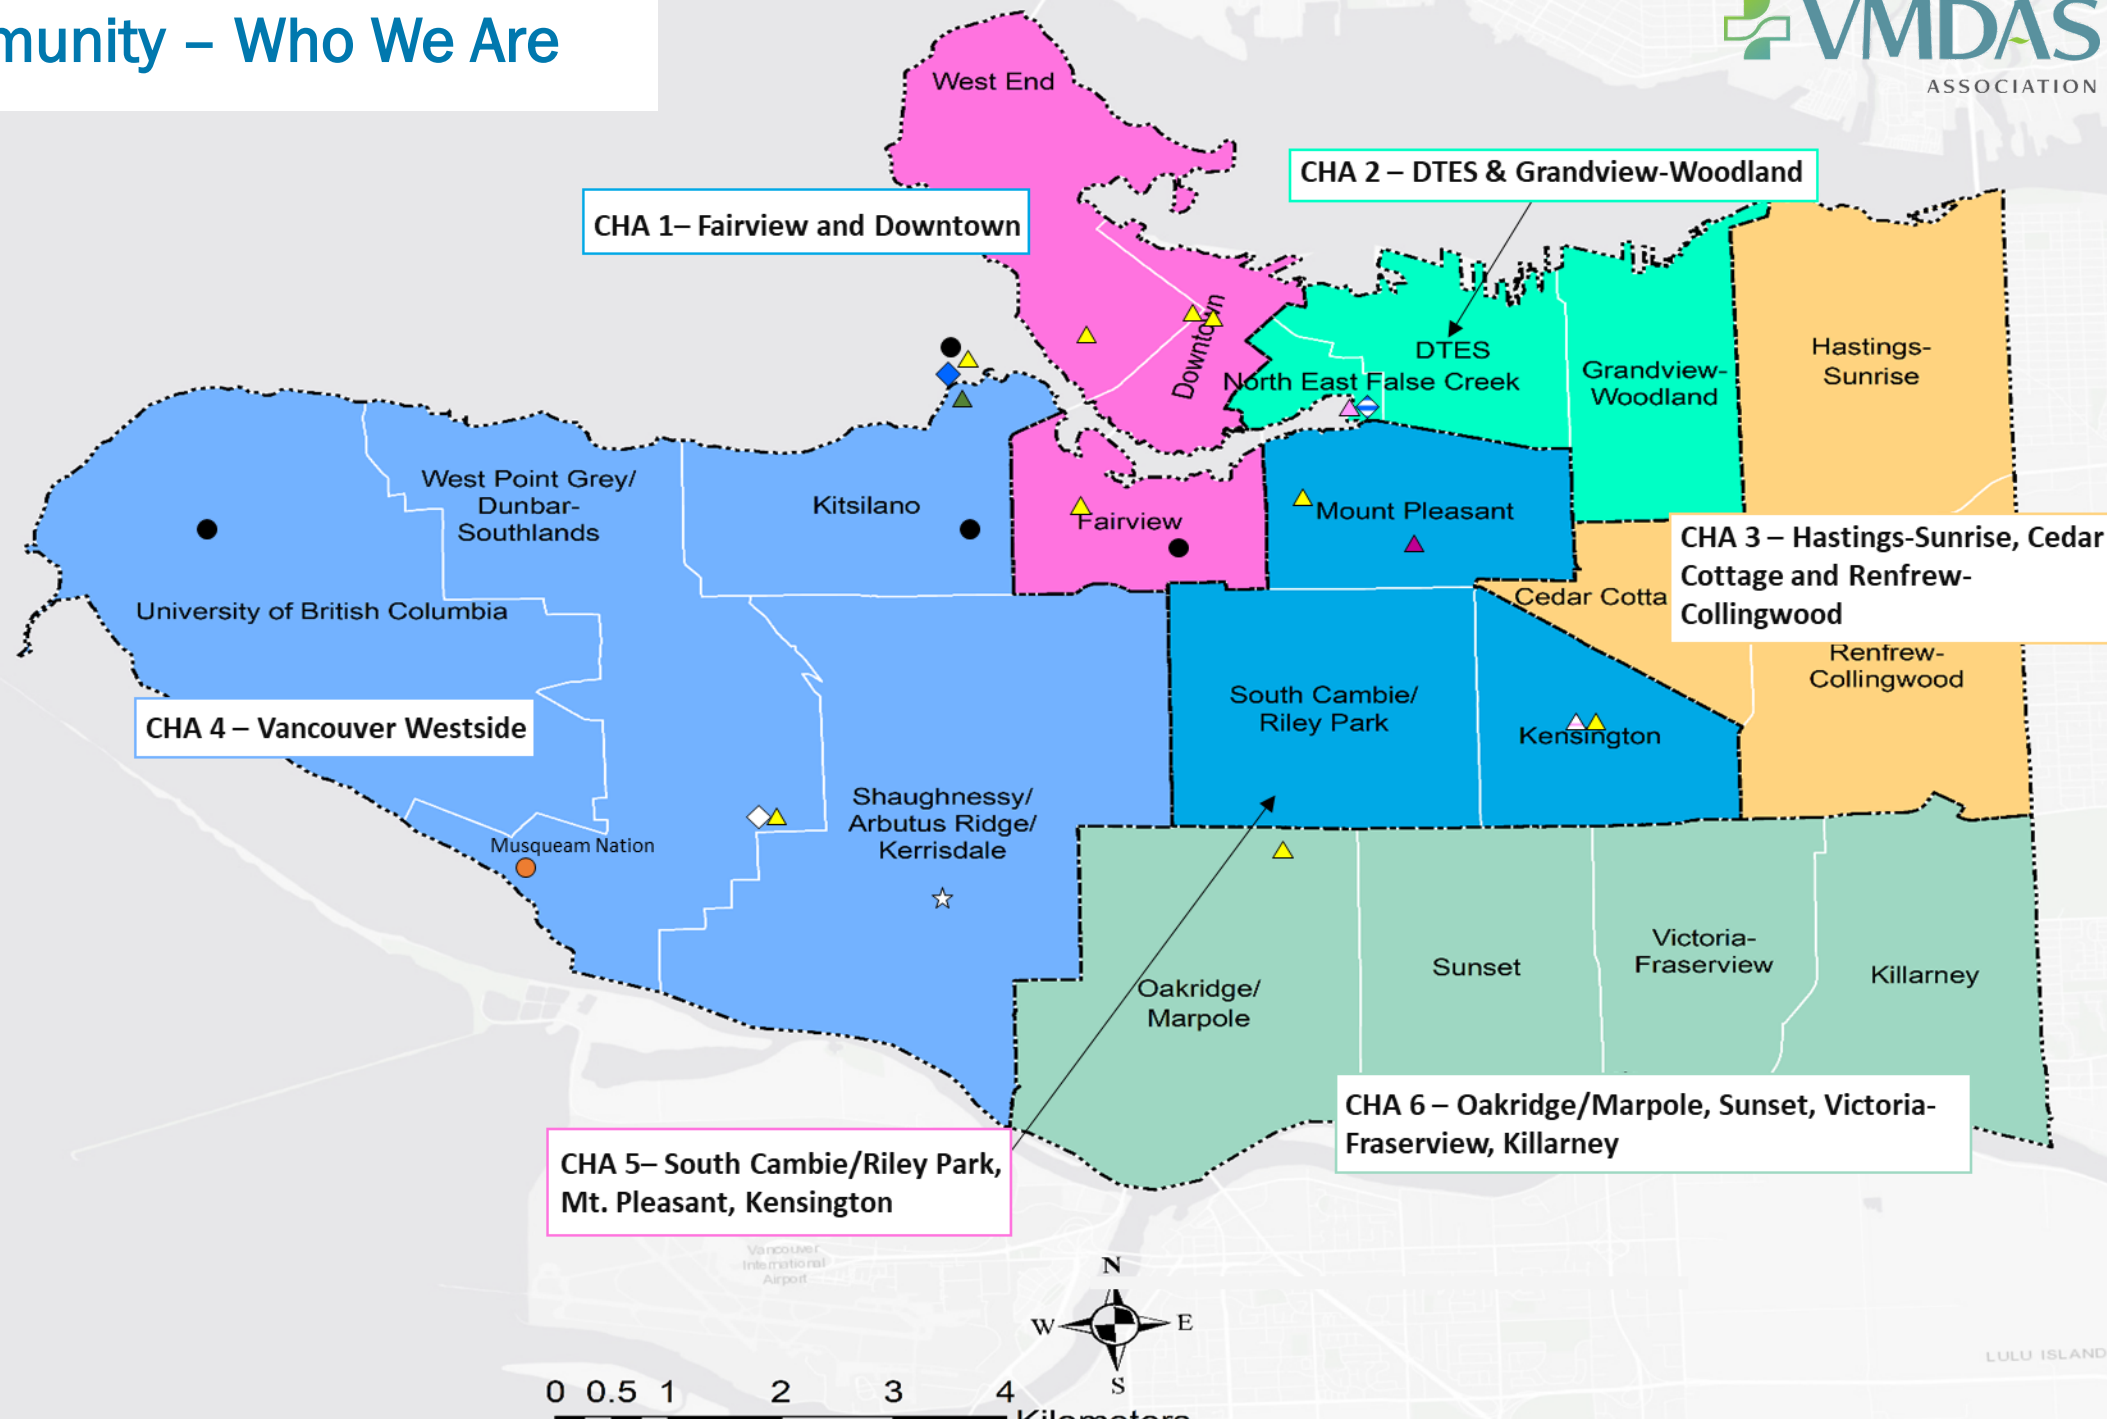 munity – Who We Are
VMDAS
ASSOCIATION
West End
CHA 2 – DTES & Grandview-Woodland
CHA 1– Fairview and Downtown
Downtown
DTES
North East False Creek
Grandview-
Woodland
Hastings-
Sunrise
West Point Grey/
Dunbar-
Southlands
Kitsilano
Fairview
Mount Pleasant
CHA 3 – Hastings-Sunrise, Cedar
Cottage and Renfrew-
Collingwood
University of British Columbia
Cedar Cotta
Renfrew-
Collingwood
CHA 4 – Vancouver Westside
South Cambie/
Riley Park
Kensington
Shaughnessy/
Arbutus Ridge/
Kerrisdale
Musqueam Nation
Oakridge/
Marpole
Sunset
Victoria-
Fraserview
Killarney
CHA 6 – Oakridge/Marpole, Sunset, Victoria-
Fraserview, Killarney
CHA 5– South Cambie/Riley Park,
Mt. Pleasant, Kensington
Vancouver
International
Airport
N
W
E
S
LULU ISLAND
0 0.5 1 2 3 4
Kilometers